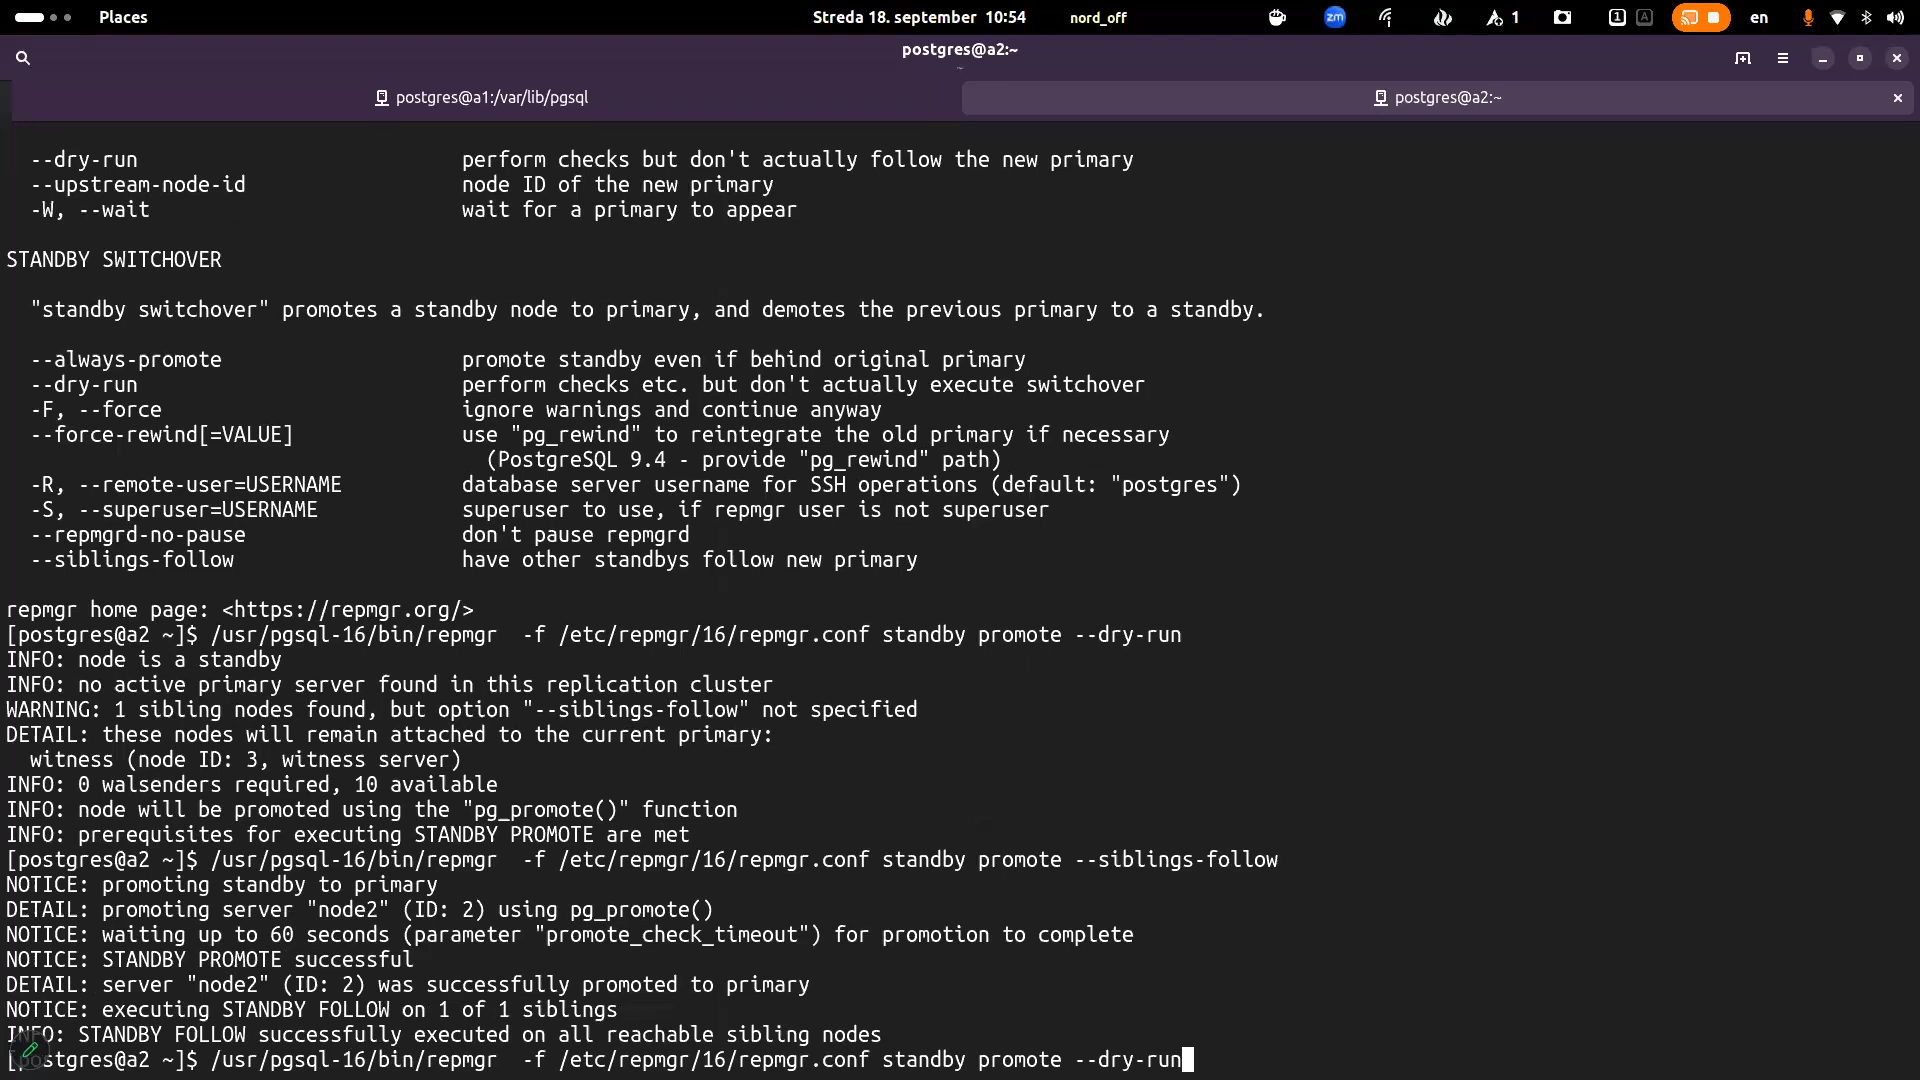 Places
Streda 18. september 10:54
nord_off
zm
1
1
A
en
postgres@a2:~
~
postgres@a1:/var/lib/pgsql
postgres@a2:~
--dry-run perform checks but don't actually follow the new primary
--upstream-node-id node ID of the new primary
-W, --wait wait for a primary to appear
STANDBY SWITCHOVER
"standby switchover" promotes a standby node to primary, and demotes the previous primary to a standby.
--always-promote promote standby even if behind original primary
--dry-run perform checks etc. but don't actually execute switchover
-F, --force ignore warnings and continue anyway
--force-rewind[=VALUE] use "pg_rewind" to reintegrate the old primary if necessary
(PostgreSQL 9.4 - provide "pg_rewind" path)
-R, --remote-user=USERNAME database server username for SSH operations (default: "postgres")
-S, --superuser=USERNAME superuser to use, if repmgr user is not superuser
--repmgrd-no-pause don't pause repmgrd
--siblings-follow have other standbys follow new primary
repmgr home page: <https://repmgr.org/>
[postgres@a2 ~]$ /usr/pgsql-16/bin/repmgr  -f /etc/repmgr/16/repmgr.conf standby promote --dry-run
INFO: node is a standby
INFO: no active primary server found in this replication cluster
WARNING: 1 sibling nodes found, but option "--siblings-follow" not specified
DETAIL: these nodes will remain attached to the current primary:
witness (node ID: 3, witness server)
INFO: 0 walsenders required, 10 available
INFO: node will be promoted using the "pg_promote()" function
INFO: prerequisites for executing STANDBY PROMOTE are met
[postgres@a2 ~]$ /usr/pgsql-16/bin/repmgr  -f /etc/repmgr/16/repmgr.conf standby promote --siblings-follow
NOTICE: promoting standby to primary
DETAIL: promoting server "node2" (ID: 2) using pg_promote()
NOTICE: waiting up to 60 seconds (parameter "promote_check_timeout") for promotion to complete
NOTICE: STANDBY PROMOTE successful
DETAIL: server "node2" (ID: 2) was successfully promoted to primary
NOTICE: executing STANDBY FOLLOW on 1 of 1 siblings
INFO: STANDBY FOLLOW successfully executed on all reachable sibling nodes
[postgres@a2 ~]$ /usr/pgsql-16/bin/repmgr  -f /etc/repmgr/16/repmgr.conf standby promote --dry-run